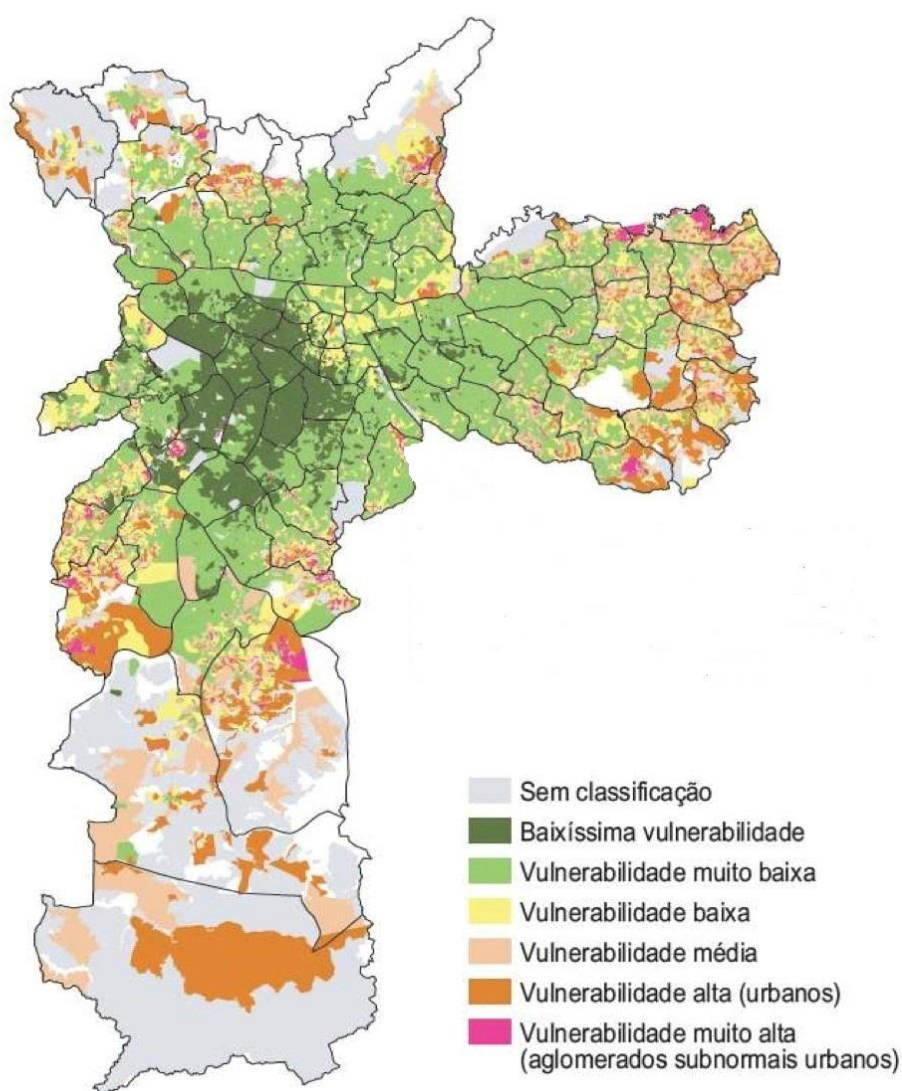 Sem classificação
Baixíssima vulnerabilidade
Vulnerabilidade muito baixa
Vulnerabilidade baixa
Vulnerabilidade média
Vulnerabilidade alta (urbanos)
Vulnerabilidade muito alta
(aglomerados subnormais urbanos)